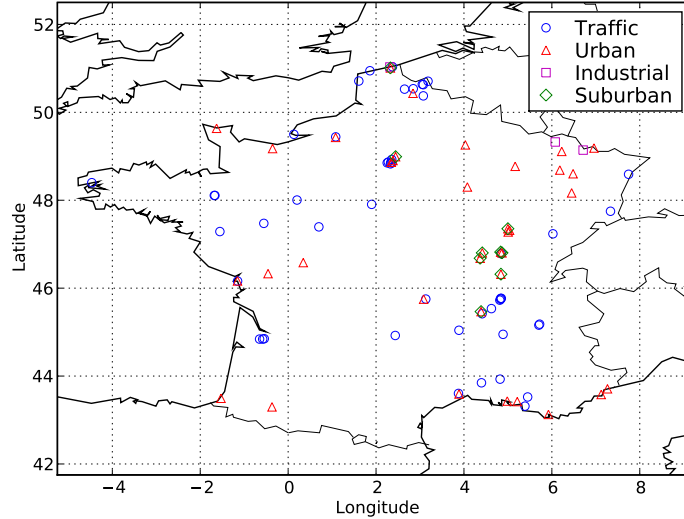 Traffic
Urban
Industrial
Suburban
52
50
48
46
44
42
Latitude
−4 −2 0 2 4 6 8
Longitude